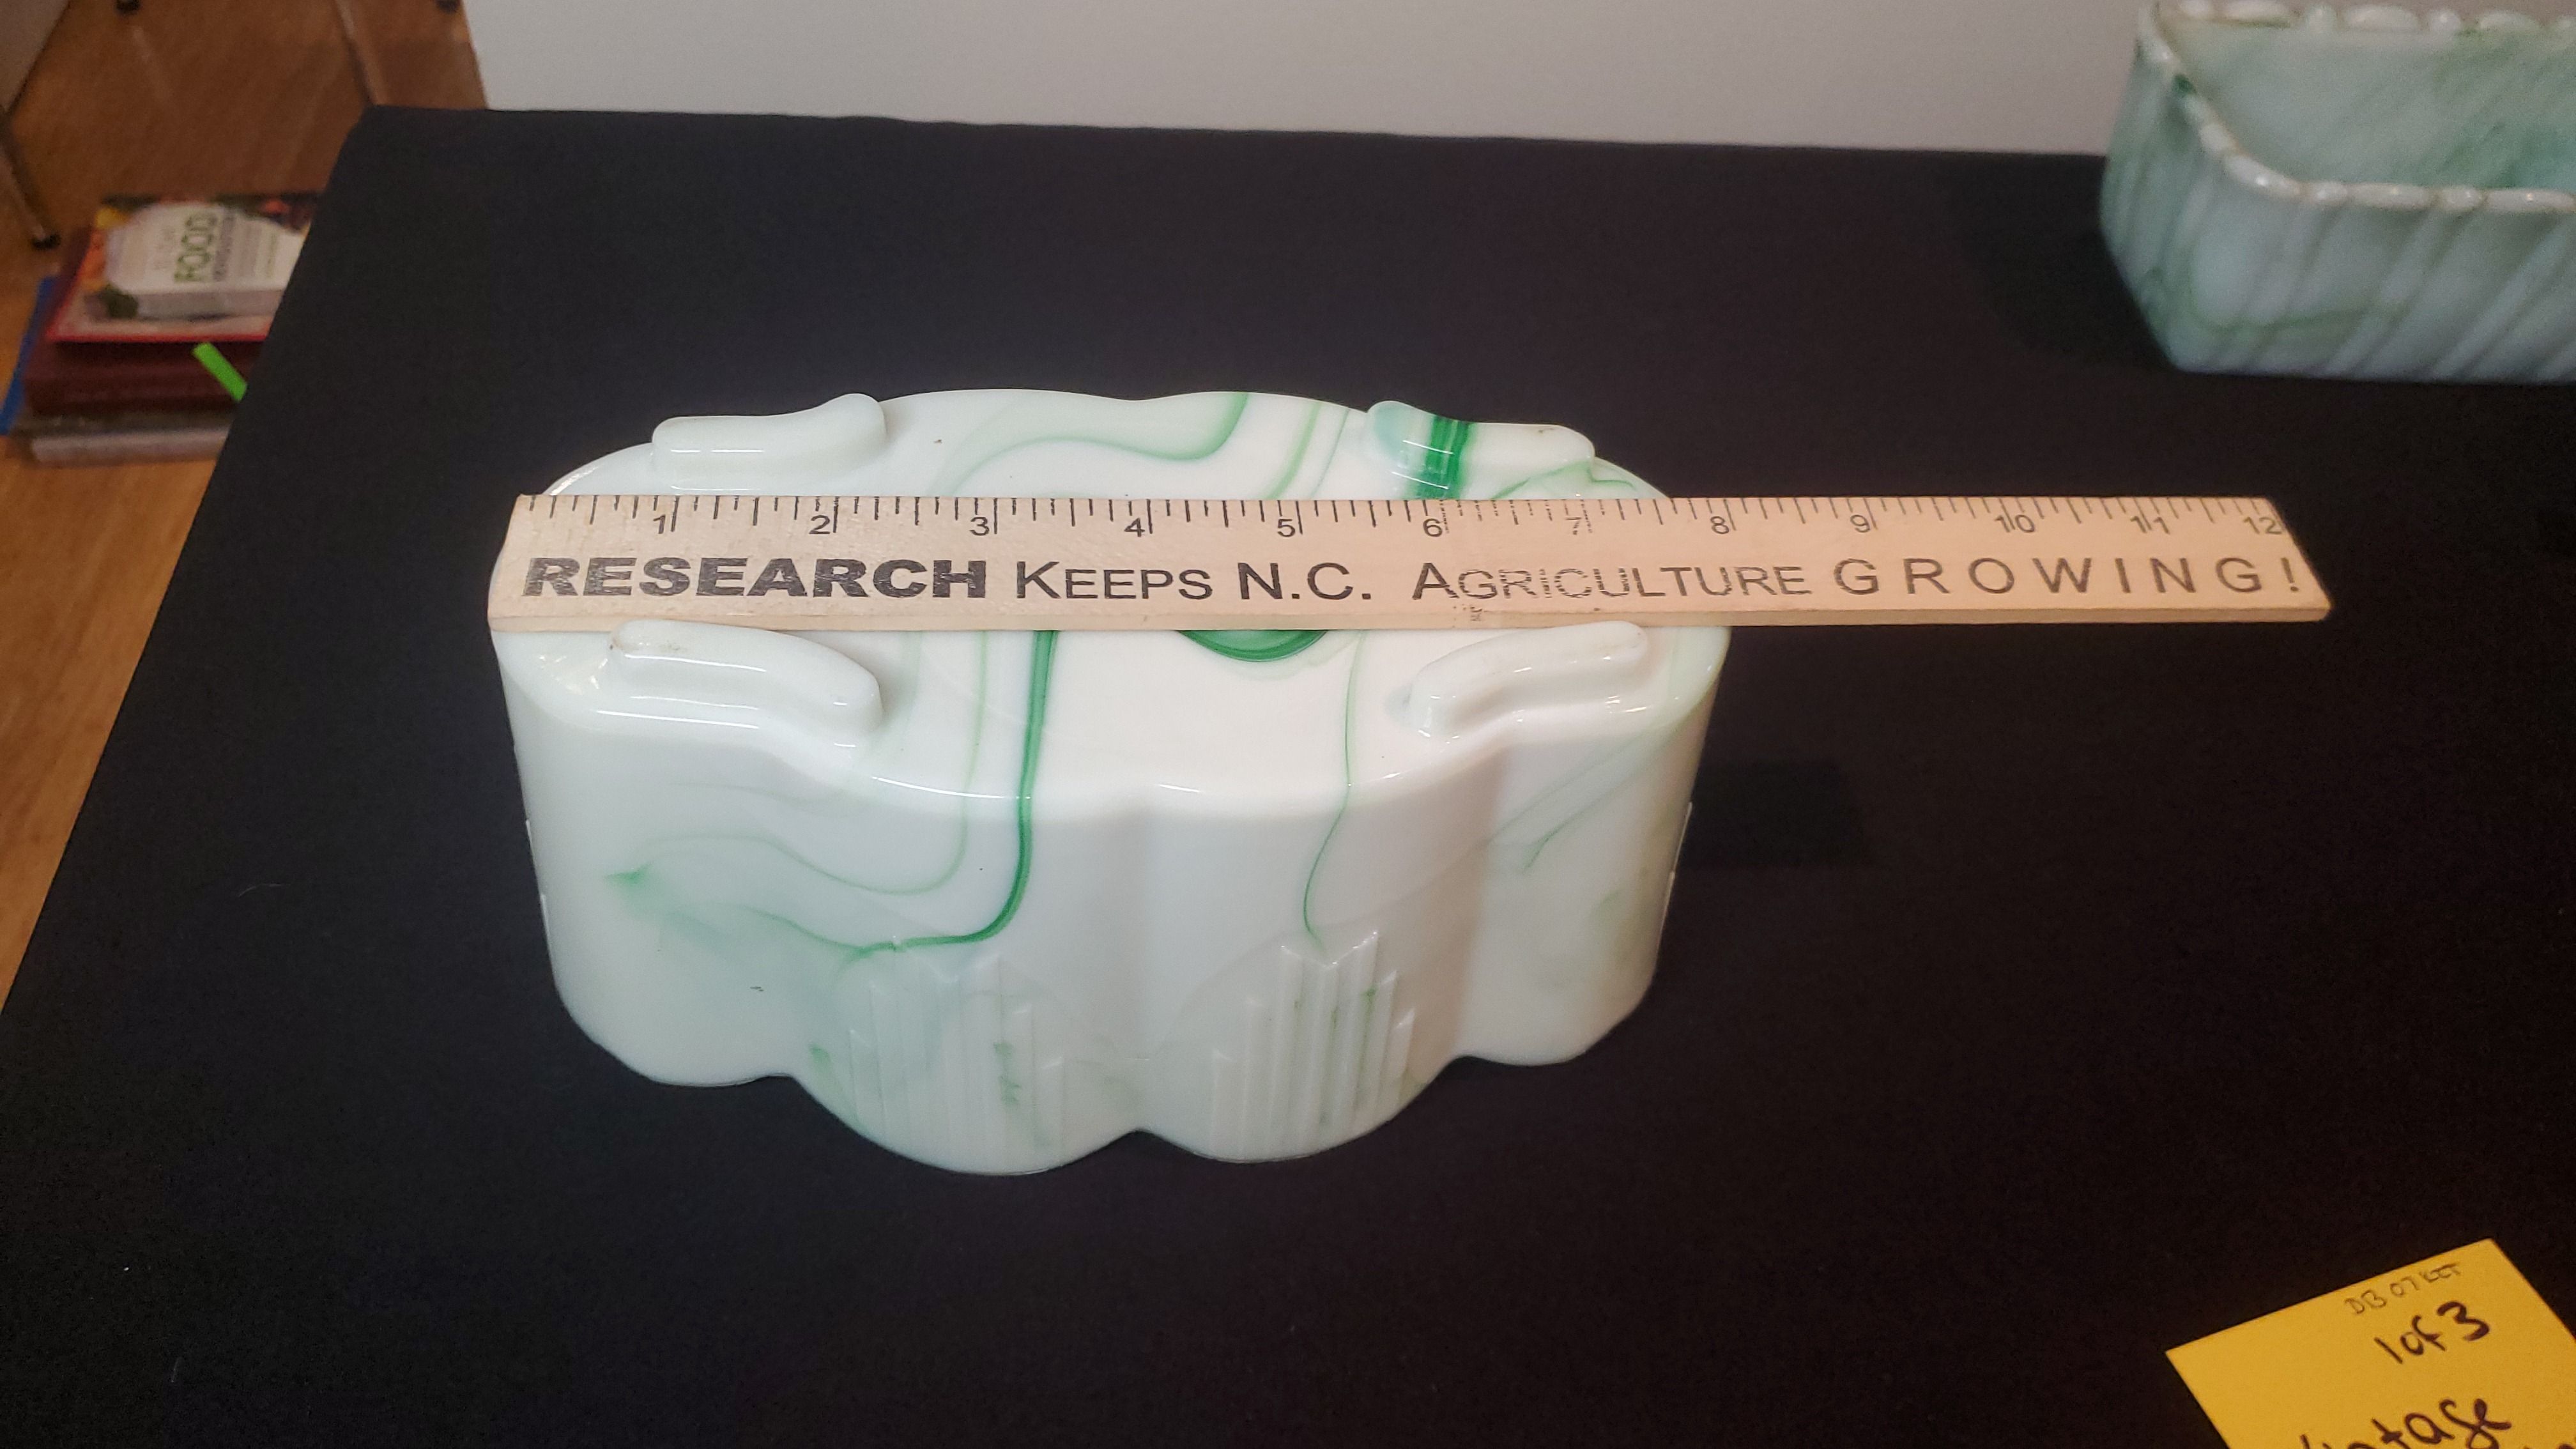 FOOD
1 2 3 4 5 6 7 8 9 10 11 12
RESEARCH KEEPS N.C. AGRICULTURE GROWING!
1 of 3